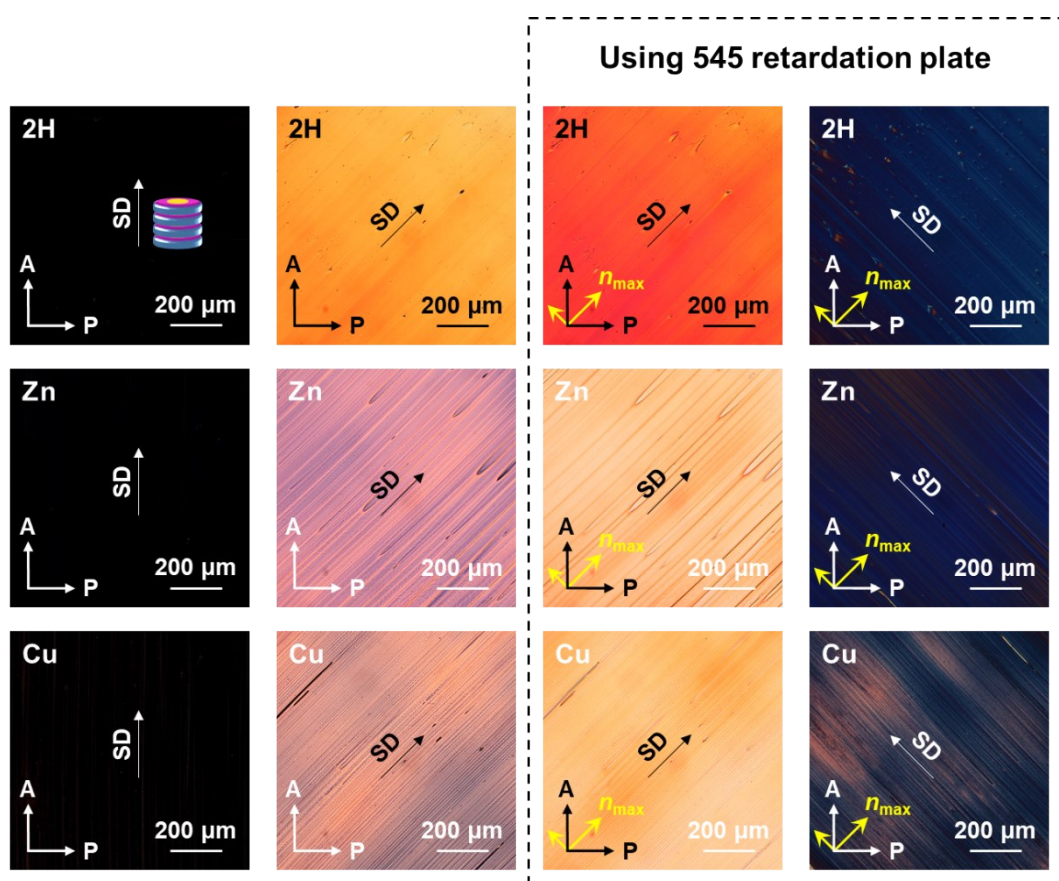 Using 545 retardation plate
2H
SD
A
P
200 μm
2H
SD
A
P
200 μm
2H
SD
A
nmax
P
200 μm
2H
SD
A
nmax
P
200 μm
Zn
SD
A
P
200 μm
Zn
SD
A
P
200 μm
Zn
SD
A
nmax
P
200 μm
Zn
SD
A
nmax
P
200 μm
Cu
SD
A
P
200 μm
Cu
SD
A
P
200 μm
Cu
SD
A
nmax
P
200 μm
Cu
SD
A
nmax
P
200 μm